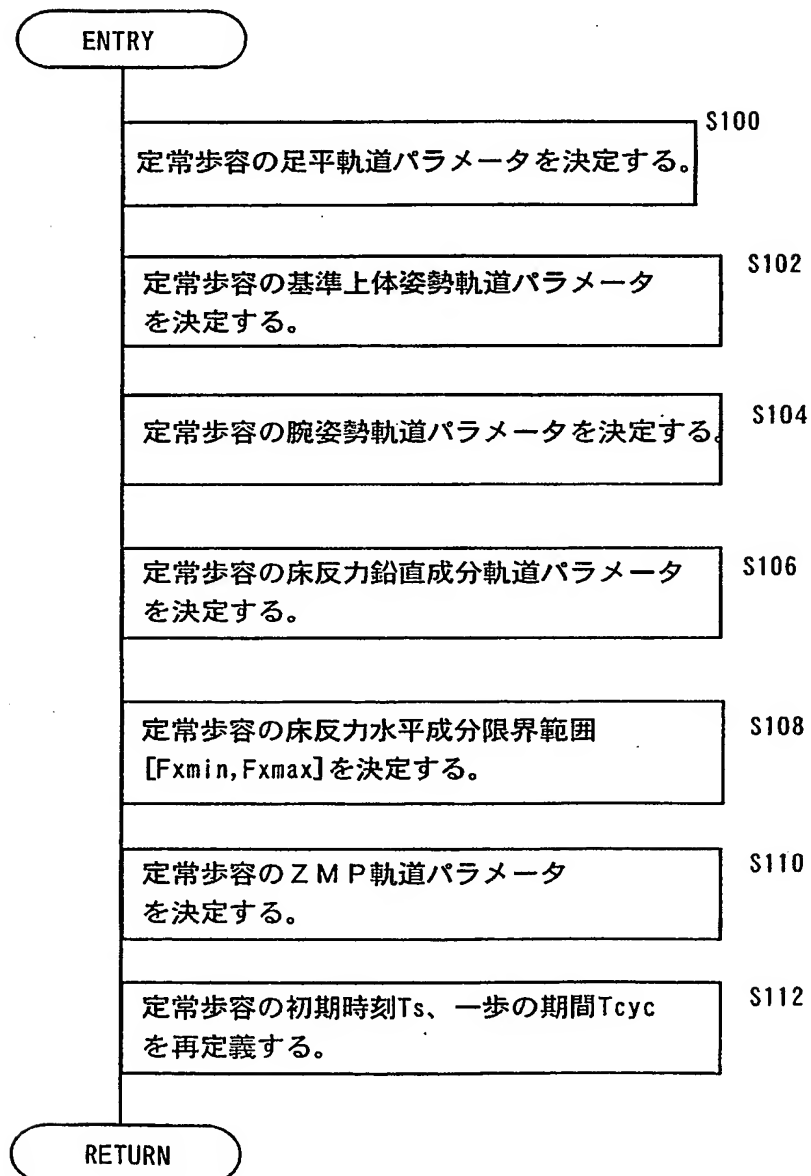 ENTRY
S100
定常歩容の足平軌道パラメータを決定する。
S102
定常歩容の基準上体姿勢軌道パラメータ
を決定する。
S104
定常歩容の腕姿勢軌道パラメータを決定する。
S106
定常歩容の床反力鉛直成分軌道パラメータ
を決定する。
S108
定常歩容の床反力水平成分限界範囲
[Fxmin,Fxmax]を決定する。
S110
定常歩容のＺＭＰ軌道パラメータ
を決定する。
S112
定常歩容の初期時刻Ts、一歩の期間Tcyc
を再定義する。
RETURN